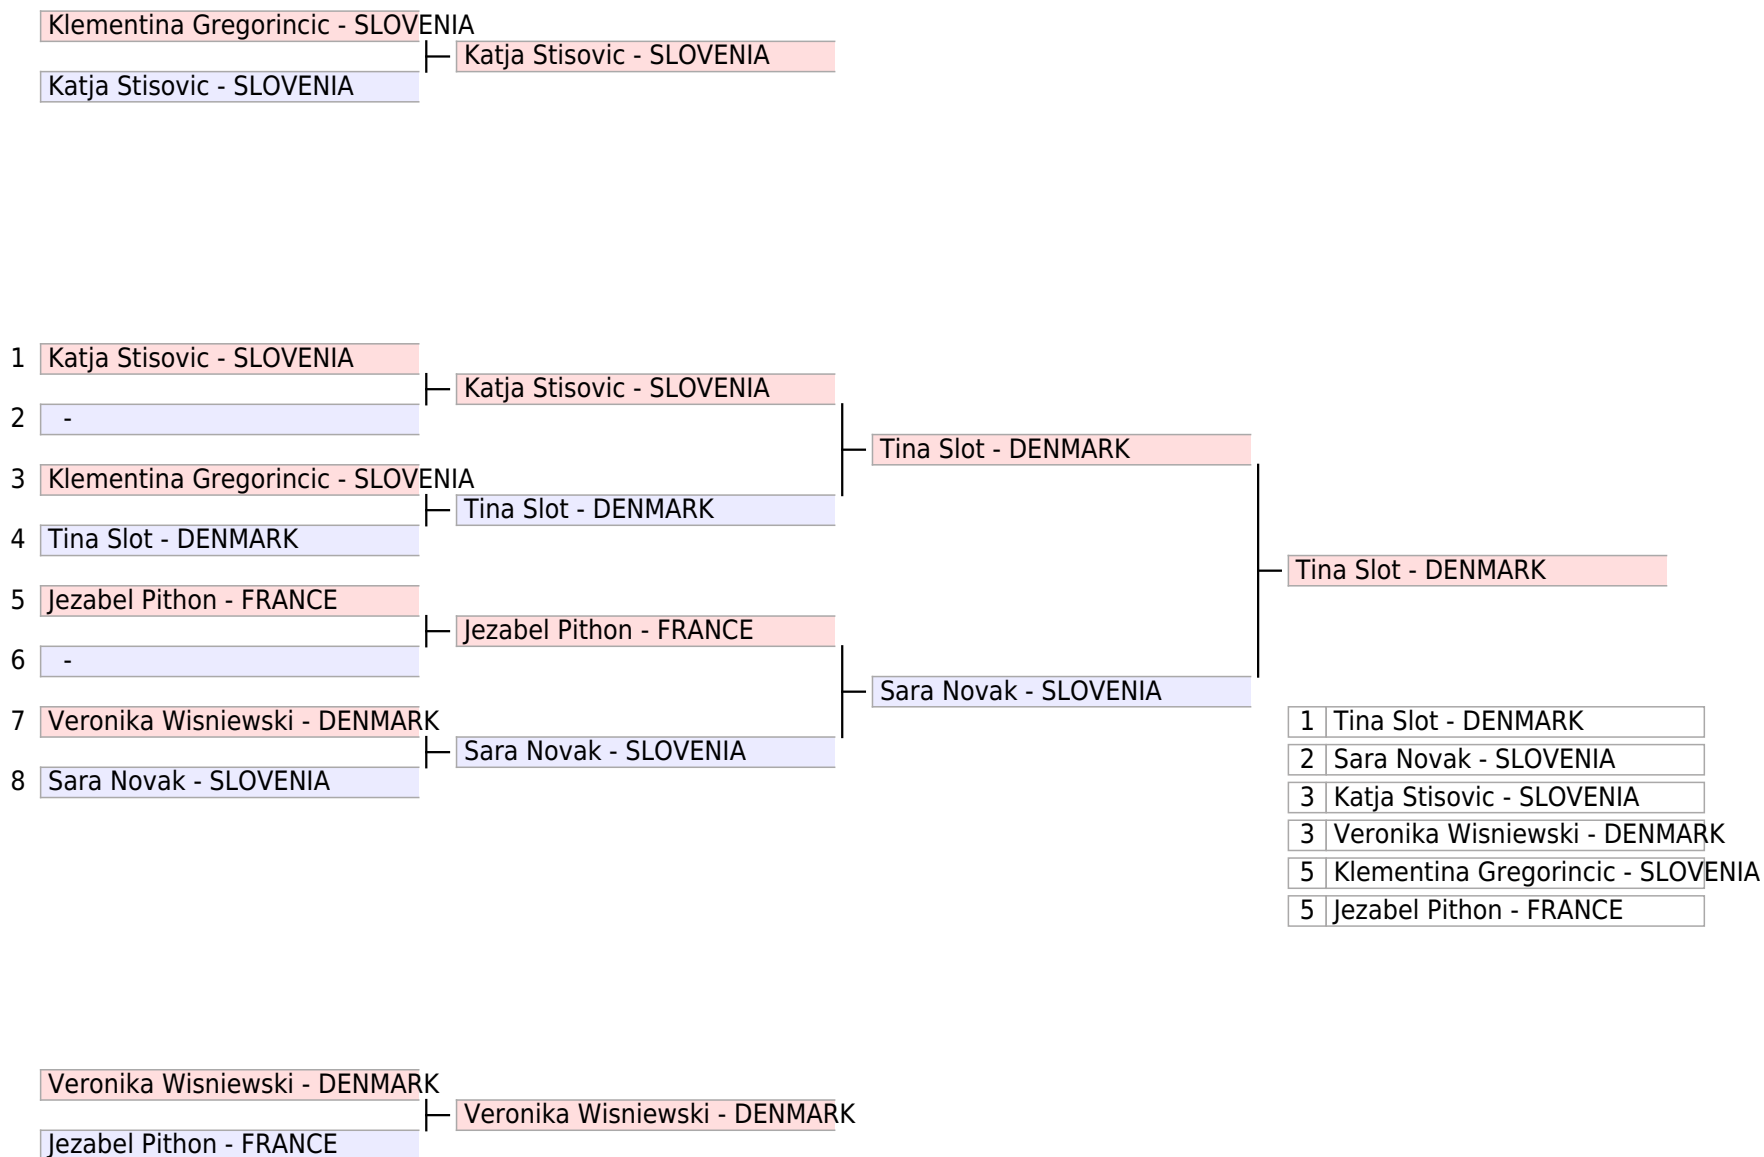 Klementina Gregorincic - SLOVENIA
Katja Stisovic - SLOVENIA
Katja Stisovic - SLOVENIA
1 Katja Stisovic - SLOVENIA
Katja Stisovic - SLOVENIA
2 -
Tina Slot - DENMARK
3 Klementina Gregorincic - SLOVENIA
Tina Slot - DENMARK
4 Tina Slot - DENMARK
Tina Slot - DENMARK
5 Jezabel Pithon - FRANCE
Jezabel Pithon - FRANCE
6 -
Sara Novak - SLOVENIA
7 Veronika Wisniewski - DENMARK
Sara Novak - SLOVENIA
8 Sara Novak - SLOVENIA
1 Tina Slot - DENMARK
2 Sara Novak - SLOVENIA
3 Katja Stisovic - SLOVENIA
3 Veronika Wisniewski - DENMARK
5 Klementina Gregorincic - SLOVENIA
5 Jezabel Pithon - FRANCE
Veronika Wisniewski - DENMARK
Veronika Wisniewski - DENMARK
Jezabel Pithon - FRANCE